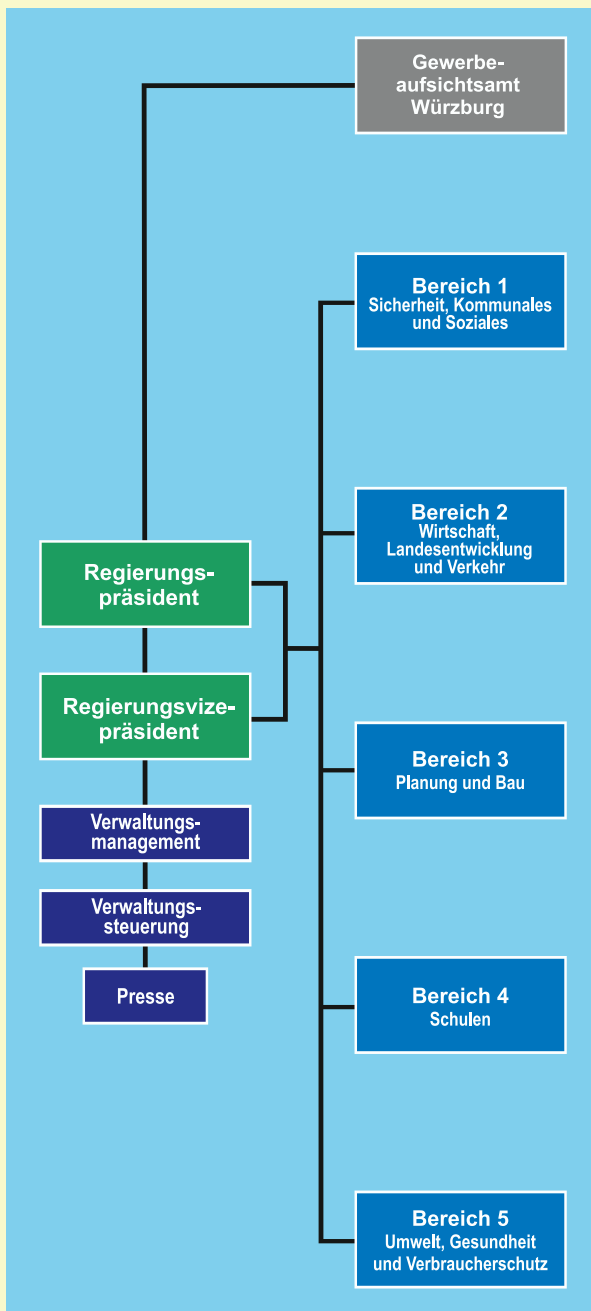 Gewerbe-
aufsichtsamt
Würzburg
Bereich 1
Sicherheit, Kommunales
und Soziales
Bereich 2
Wirtschaft,
Landesentwicklung
und Verkehr
Regierungs-
präsident
Regierungsvize-
präsident
Bereich 3
Planung und Bau
Verwaltungs-
management
Verwaltungs-
steuerung
Presse
Bereich 4
Schulen
Bereich 5
Umwelt, Gesundheit
und Verbraucherschutz